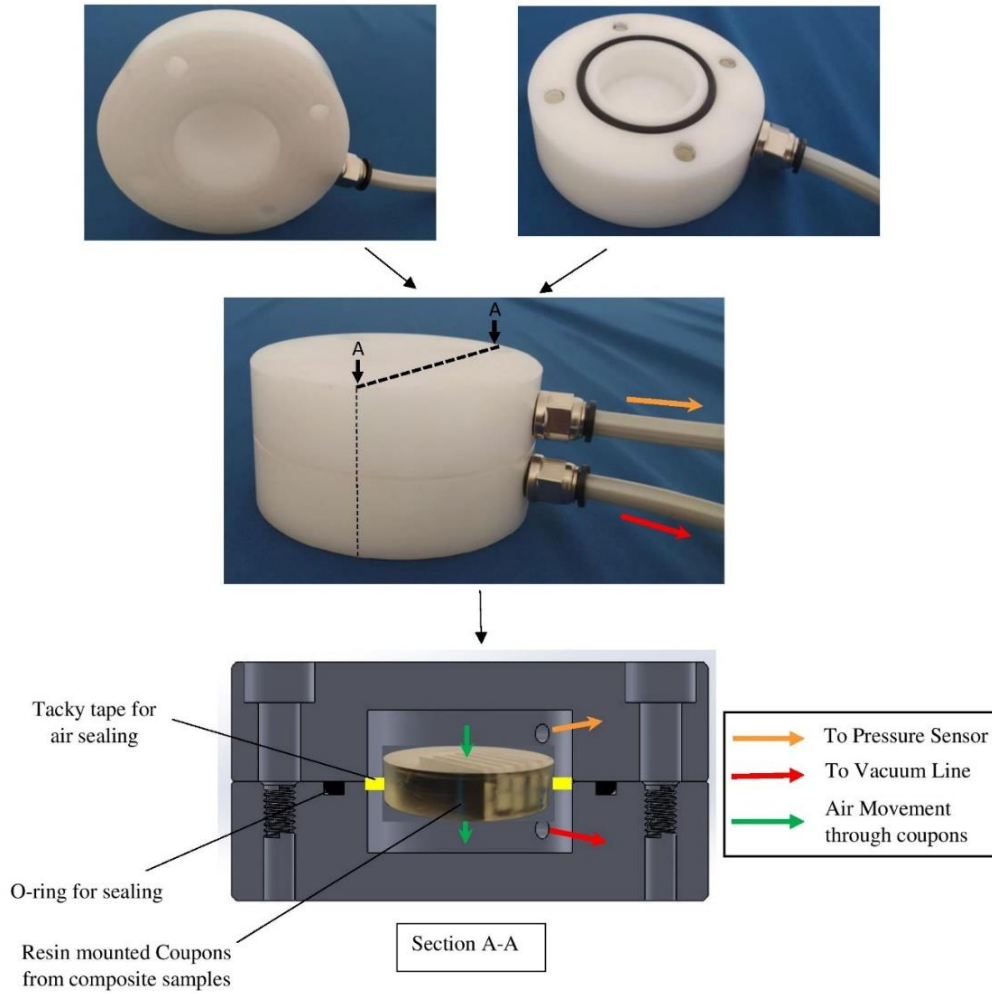 A
A
Tacky tape for
air sealing
To Pressure Sensor
To Vacuum Line
Air Movement
through coupons
O-ring for sealing
Resin mounted Coupons
from composite samples
Section A-A